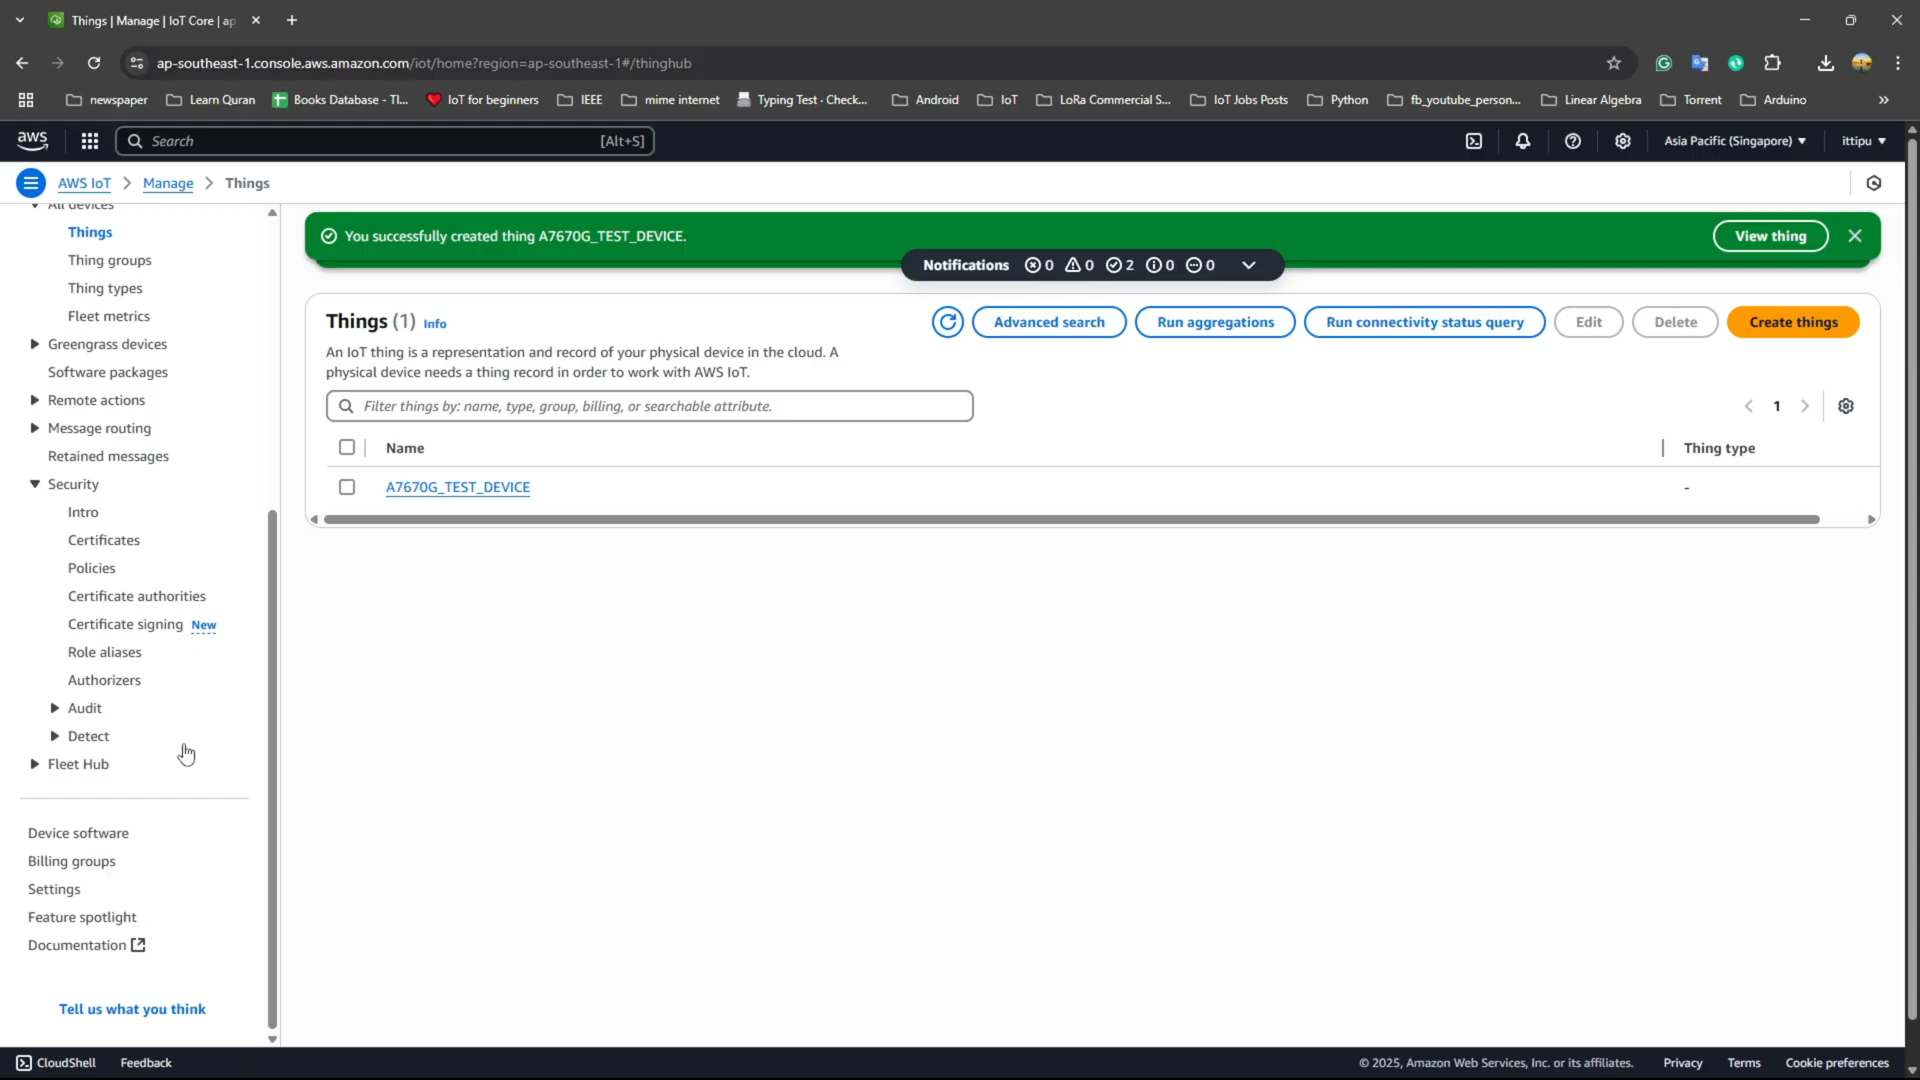 Things | Manage | IoT Core | ap
ap-southeast-1.console.aws.amazon.com/iot/home?region=ap-southeast-1#/thinghub
newspaper
Learn Quran
Books Database - Tl...
IoT for beginners
IEEE
mime internet
Typing Test · Check...
Android
IoT
LoRa Commercial S...
IoT Jobs Posts
Python
fb_youtube_person...
Linear Algebra
Torrent
Arduino
aws
Search
[Alt+S]
Asia Pacific (Singapore)
ittipu
AWS IoT
Manage
Things
All devices
Things
Thing groups
Thing types
Fleet metrics
Greengrass devices
Software packages
Remote actions
Message routing
Retained messages
Security
Intro
Certificates
Policies
Certificate authorities
Certificate signing New
Role aliases
Authorizers
Audit
Detect
Fleet Hub
Device software
Billing groups
Settings
Feature spotlight
Documentation
Tell us what you think
You successfully created thing A7670G_TEST_DEVICE.
View thing
Notifications 0 0 2 0 0
Things (1) Info
Advanced search
Run aggregations
Run connectivity status query
Edit
Delete
Create things
An IoT thing is a representation and record of your physical device in the cloud. A
physical device needs a thing record in order to work with AWS IoT.
Filter things by: name, type, group, billing, or searchable attribute.
1
Name
Thing type
A7670G_TEST_DEVICE
-
CloudShell
Feedback
© 2025, Amazon Web Services, Inc. or its affiliates.
Privacy
Terms
Cookie preferences